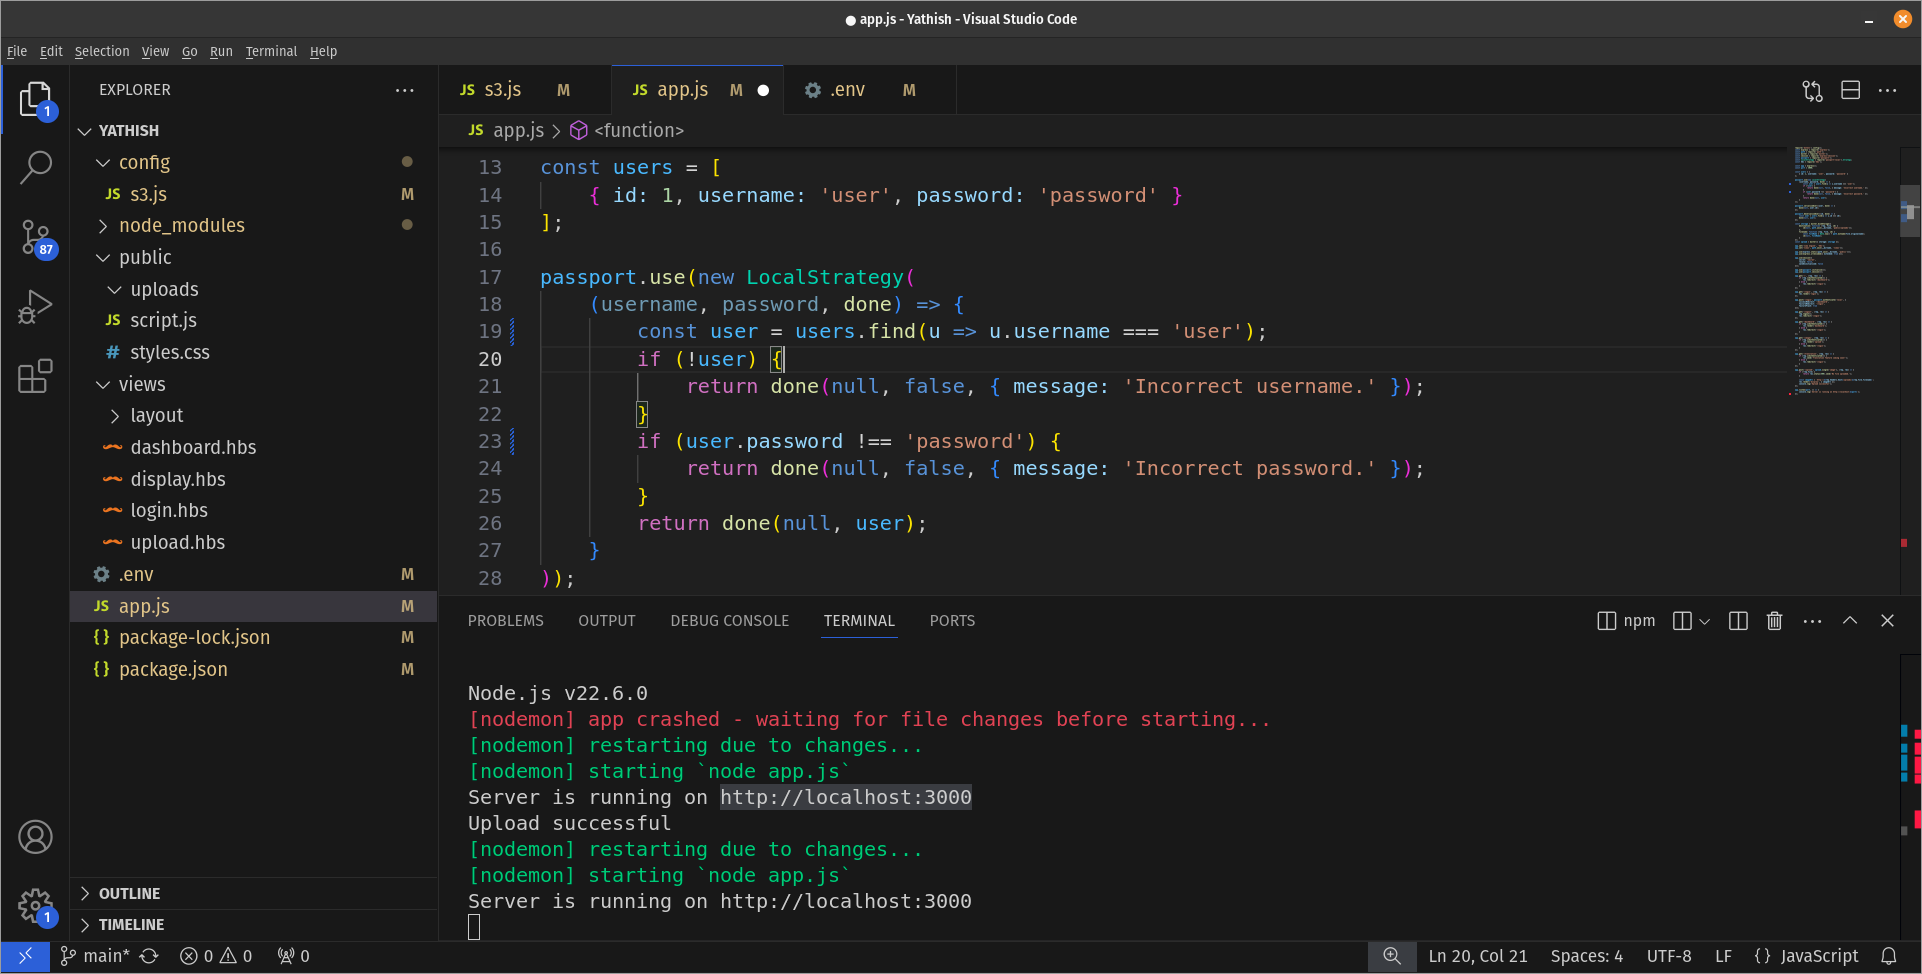 app.js - Yathish - Visual Studio Code
File Edit Selection View Go Run Terminal Help
EXPLORER
YATHISH
config
JS s3.js M
node_modules
public
uploads
JS script.js
# styles.css
views
layout
dashboard.hbs
display.hbs
login.hbs
upload.hbs
.env M
JS app.js M
{} package-lock.json M
{} package.json M
OUTLINE
TIMELINE
1
87
1
JS s3.js M JS app.js M .env M
JS app.js > <function>
13 const users = [
14     { id: 1, username: 'user', password: 'password' }
15 ];
16
17 passport.use(new LocalStrategy(
18     (username, password, done) => {
19         const user = users.find(u => u.username === 'user');
20         if (!user) {
21             return done(null, false, { message: 'Incorrect username.' });
22         }
23         if (user.password !== 'password') {
24             return done(null, false, { message: 'Incorrect password.' });
25         }
26         return done(null, user);
27     }
28 ));
PROBLEMS OUTPUT DEBUG CONSOLE TERMINAL PORTS npm
Node.js v22.6.0
[nodemon] app crashed - waiting for file changes before starting...
[nodemon] restarting due to changes...
[nodemon] starting `node app.js`
Server is running on http://localhost:3000
Upload successful
[nodemon] restarting due to changes...
[nodemon] starting `node app.js`
Server is running on http://localhost:3000
main* 0 0 0 Ln 20, Col 21 Spaces: 4 UTF-8 LF {} JavaScript